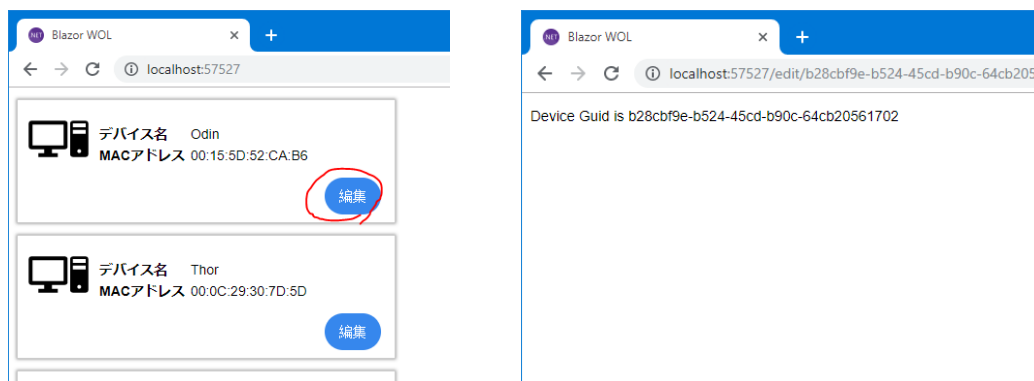 NET Blazor WOL
localhost:57527
デバイス名 Odin
MACアドレス 00:15:5D:52:CA:B6
編集
デバイス名 Thor
MACアドレス 00:0C:29:30:7D:5D
編集
NET Blazor WOL
localhost:57527/edit/b28cbf9e-b524-45cd-b90c-64cb205
Device Guid is b28cbf9e-b524-45cd-b90c-64cb20561702